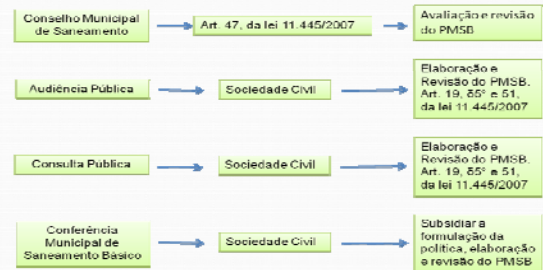 Conselho Municipal
de Saneamento
Art. 47, da lei 11.445/2007
Avaliação e revisão
do PMSB
Audiência Pública
Sociedade Civil
Elaboração e
Revisão do PMSB.
Art. 19, §5° e 51,
da lei 11.445/2007
Consulta Pública
Sociedade Civil
Elaboração e
Revisão do PMSB.
Art. 19, §5° e 51,
da lei 11.445/2007
Conferência
Municipal de
Saneamento Básico
Sociedade Civil
Subsidiar a
formulação da
política, elaboração
e revisão do PMSB